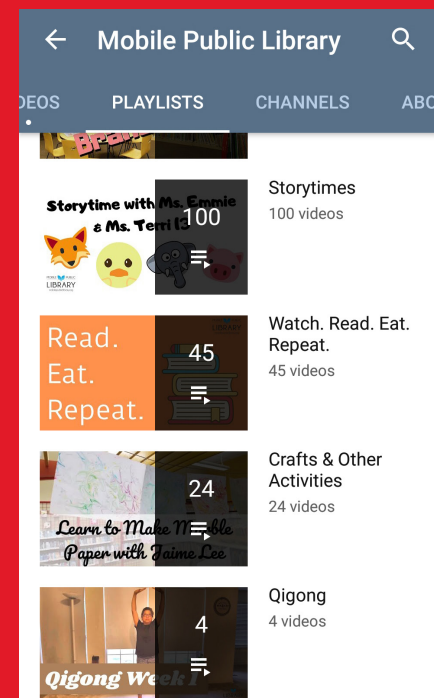 Mobile Public Library
DEOS
PLAYLISTS
CHANNELS
ABO
Brand
Storytime with Ms. Emmie
& Ms. Terri 13
LIBRARY
100
Storytimes
100 videos
Read.
Eat.
Repeat.
45
Watch. Read. Eat.
Repeat.
45 videos
24
Learn to Make Marble
Paper with Jaime Lee
Crafts & Other
Activities
24 videos
4
Qigong Week 1
Qigong
4 videos